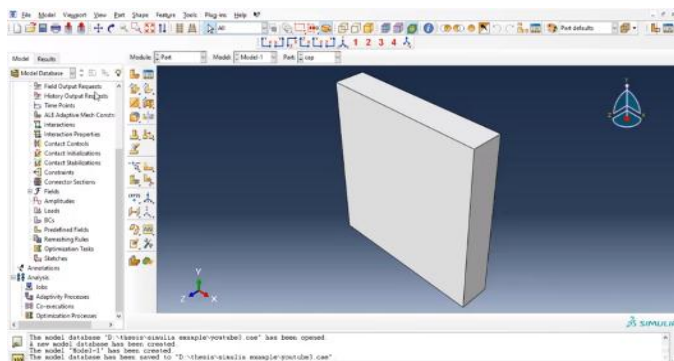 File Model Viewport View Part Shape Feature Tools Plug-ins Help
All
Part defaults
1 2 3 4
Model Results
Module: Part Model: Model-1 Part: cap
Model Database
Field Output Requests
History Output Requests
Time Points
ALE Adaptive Mesh Constr
Interactions
Interaction Properties
Contact Controls
Contact Initializations
Contact Stabilizations
Constraints
Connector Sections
Fields
Amplitudes
Loads
BCs
Predefined Fields
Remeshing Rules
Optimization Tasks
Sketches
Annotations
Analysis
Jobs
Adaptivity Processes
Co-executions
Optimization Processes
Y
Z X
SIMULIA
The model database "D:\thesis\simulia example-youtube3.cae" has been opened
A new model database has been created.
The model "Model-1" has been created.
The model database has been saved to "D:\thesis\simulia example-youtube3.cae"